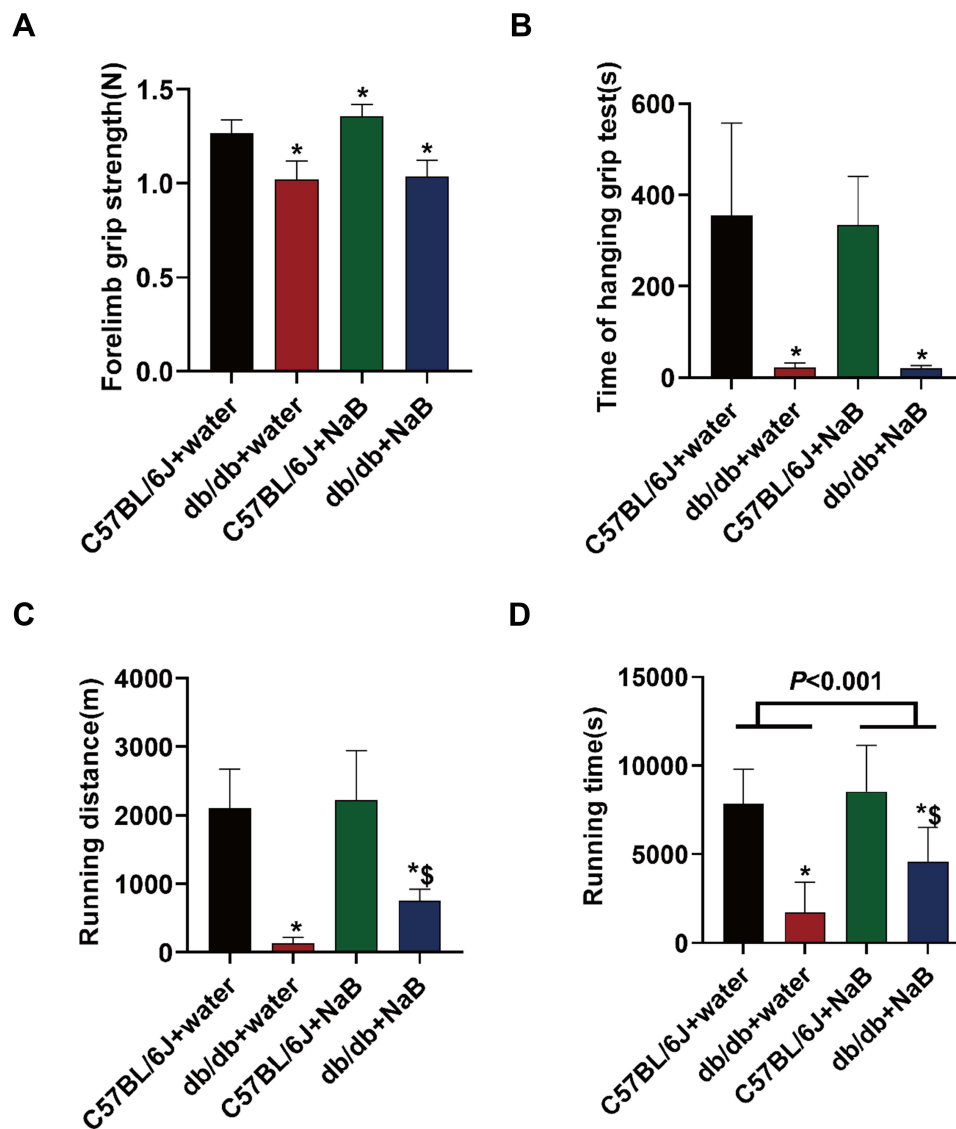 A
Forelimb grip strength(N)
1.5
1.0
0.5
0.0
*
*
*
C57BL/6J+water
db/db+water
C57BL/6J+NaB
db/db+NaB
B
Time of hanging grip test(s)
600
400
200
0
*
*
C57BL/6J+water
db/db+water
C57BL/6J+NaB
db/db+NaB
C
Running distance(m)
4000
3000
2000
1000
0
*
*$
C57BL/6J+water
db/db+water
C57BL/6J+NaB
db/db+NaB
D
Running time(s)
15000
10000
5000
0
P<0.001
*
*$
C57BL/6J+water
db/db+water
C57BL/6J+NaB
db/db+NaB